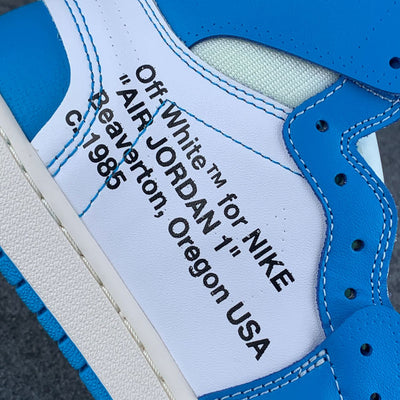 Off White™ for NIKE
"AIR JORDAN 1"
Beaverton, Oregon USA
c. 1985